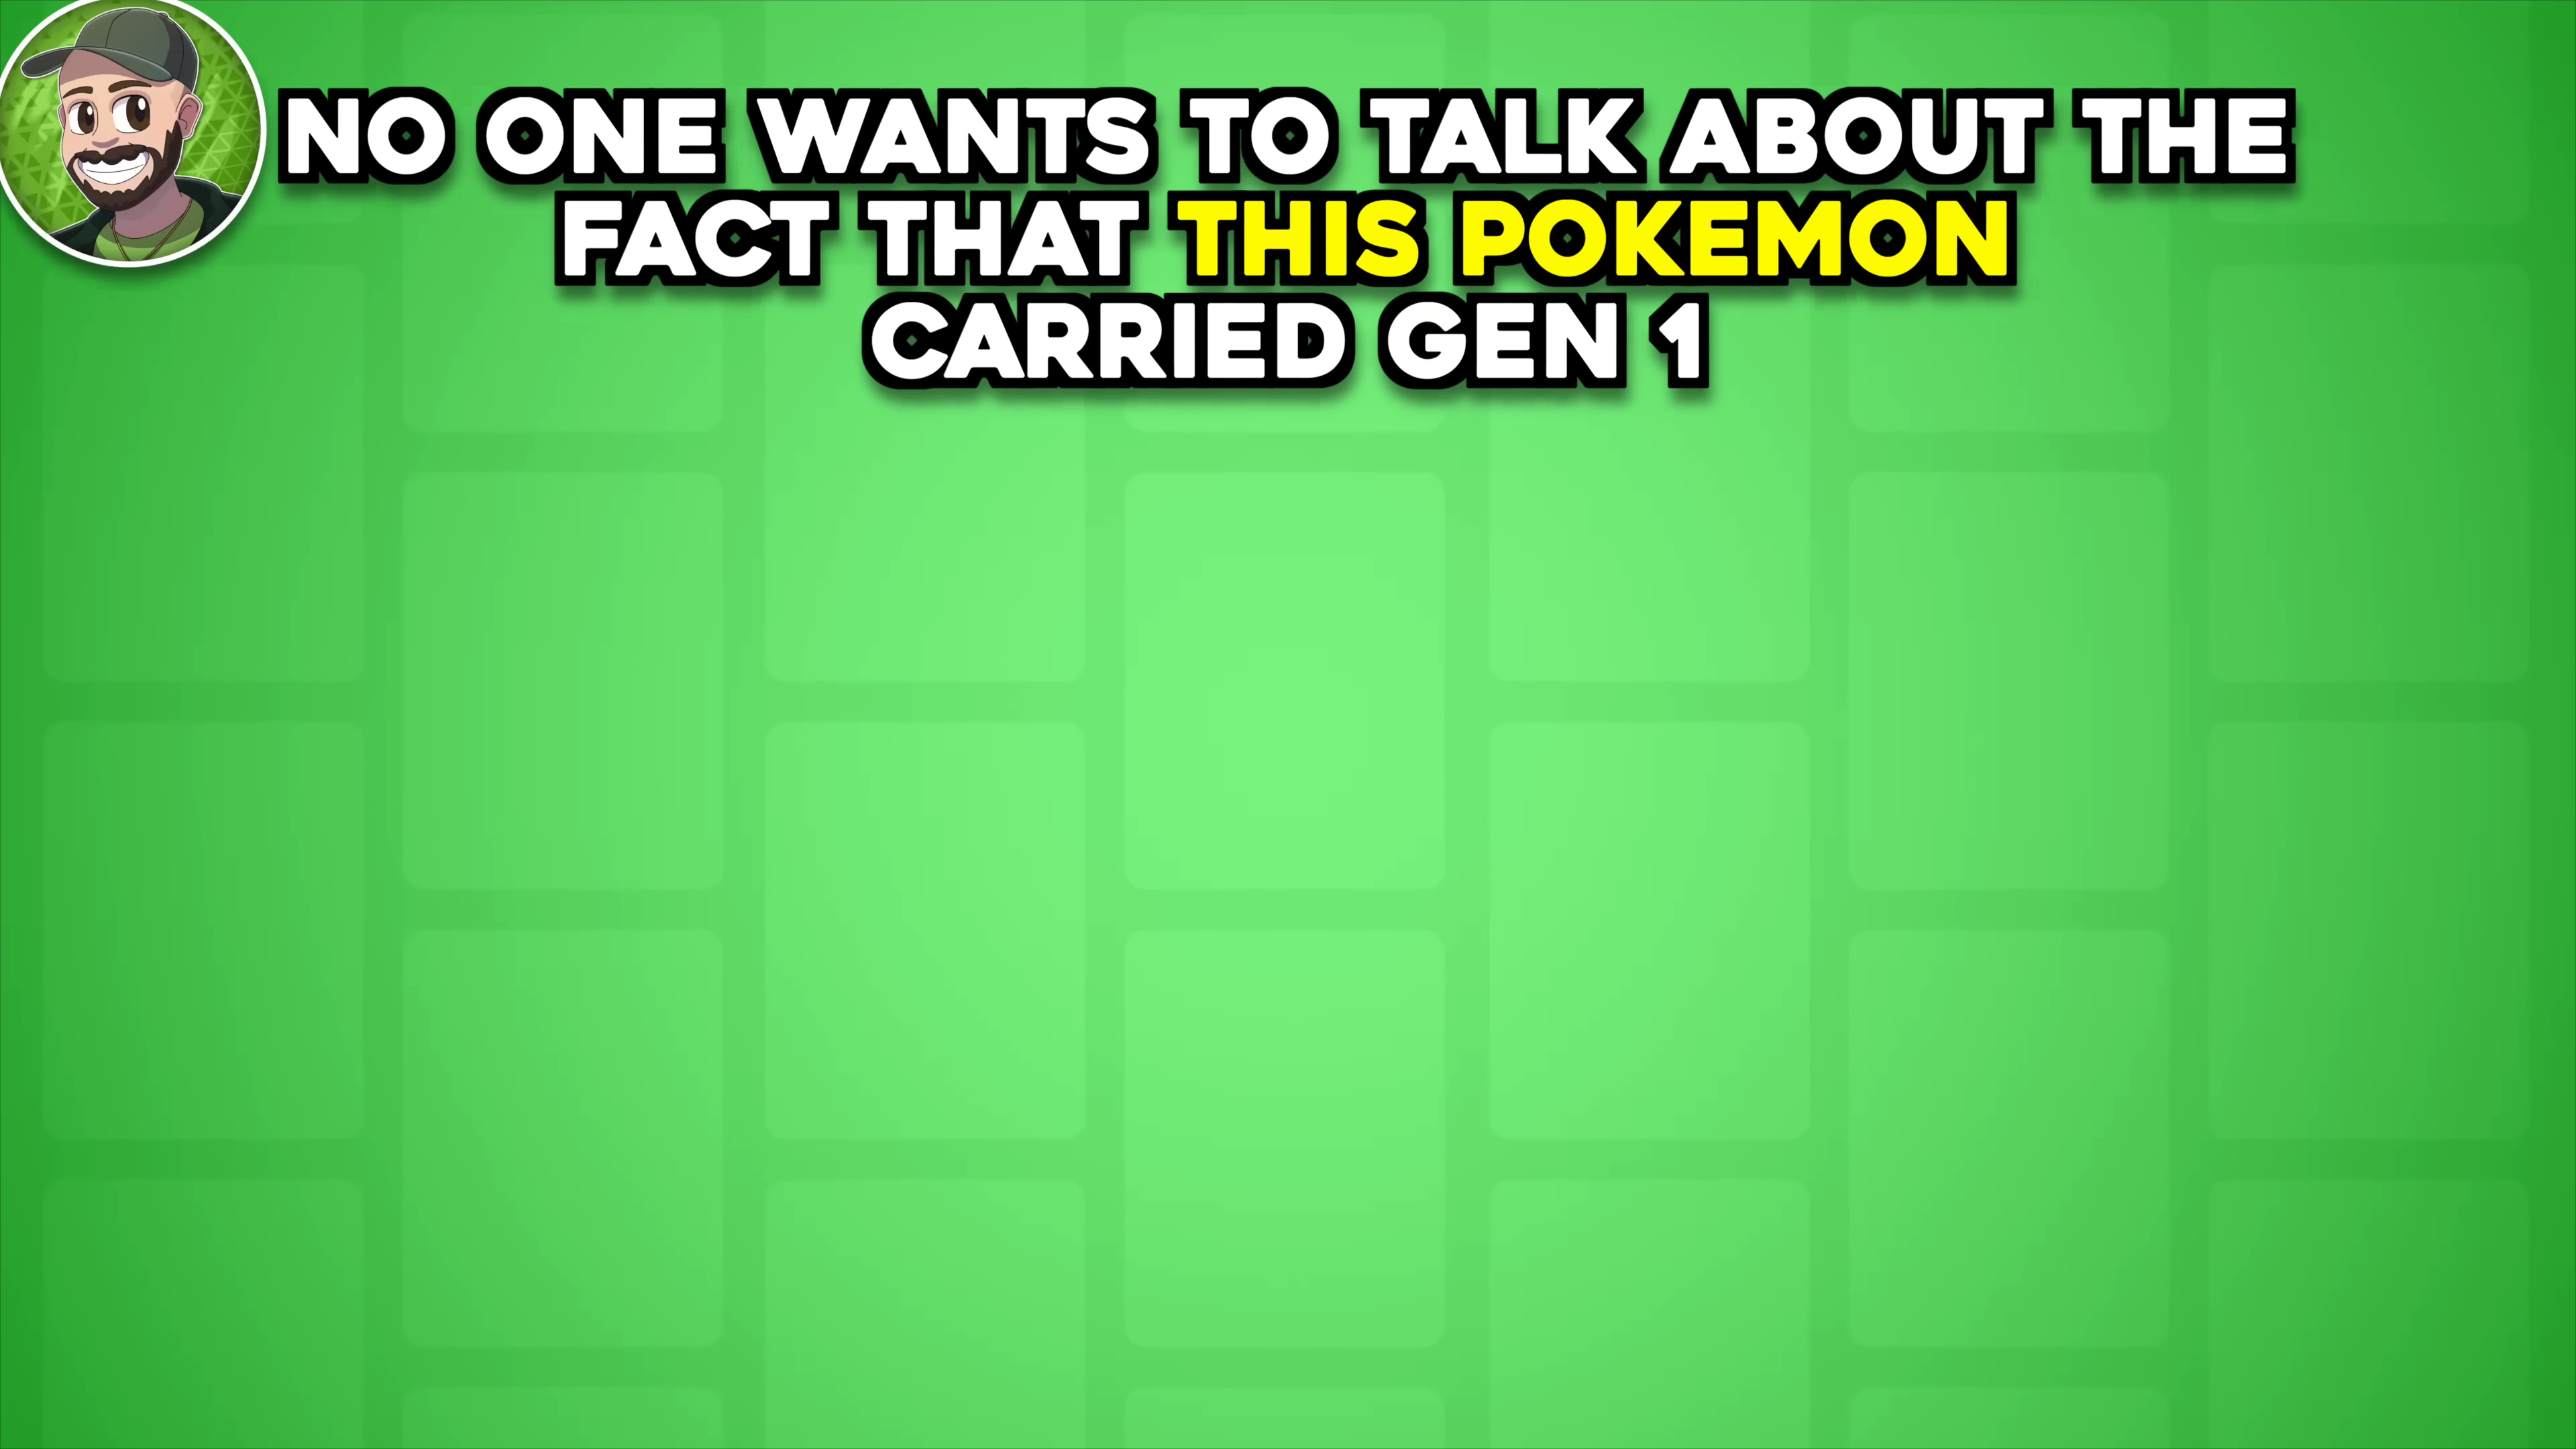 NO ONE WANTS TO TALK ABOUT THE
FACT THAT THIS POKEMON
CARRIED GEN 1